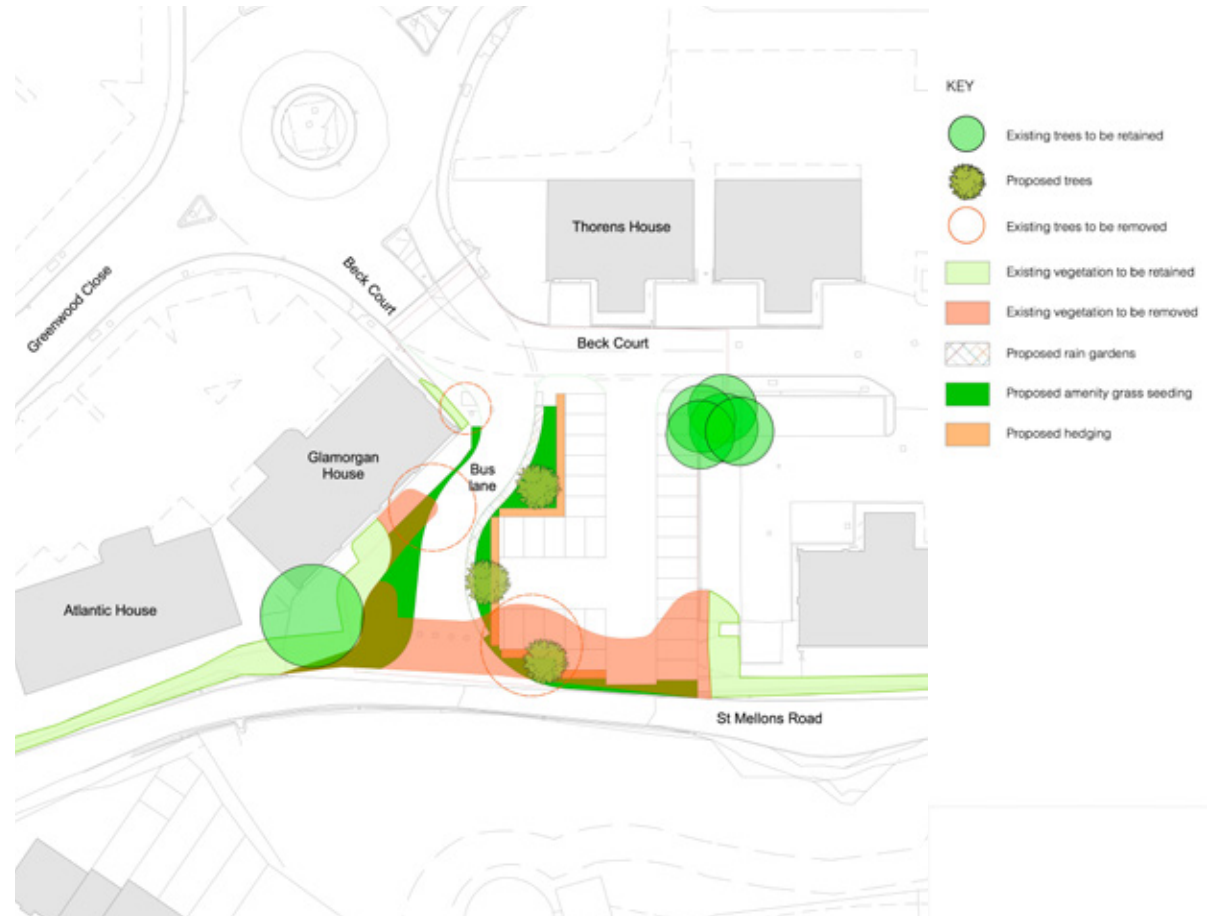 KEY
Existing trees to be retained
Proposed trees
Existing trees to be removed
Existing vegetation to be retained
Existing vegetation to be removed
Proposed rain gardens
Proposed amenity grass seeding
Proposed hedging
Thorens House
Greenwood Close
Beck Court
Beck Court
Glamorgan
House
Bus
lane
Atlantic House
St Mellons Road